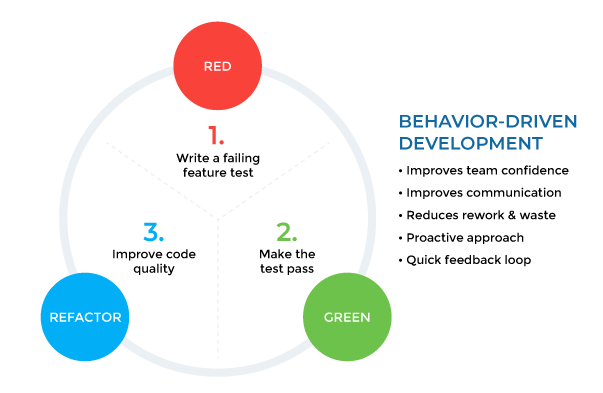 RED
1.
Write a failing
feature test
3.
Improve code
quality
2.
Make the
test pass
REFACTOR
GREEN
BEHAVIOR-DRIVEN
DEVELOPMENT
• Improves team confidence
• Improves communication
• Reduces rework & waste
• Proactive approach
• Quick feedback loop